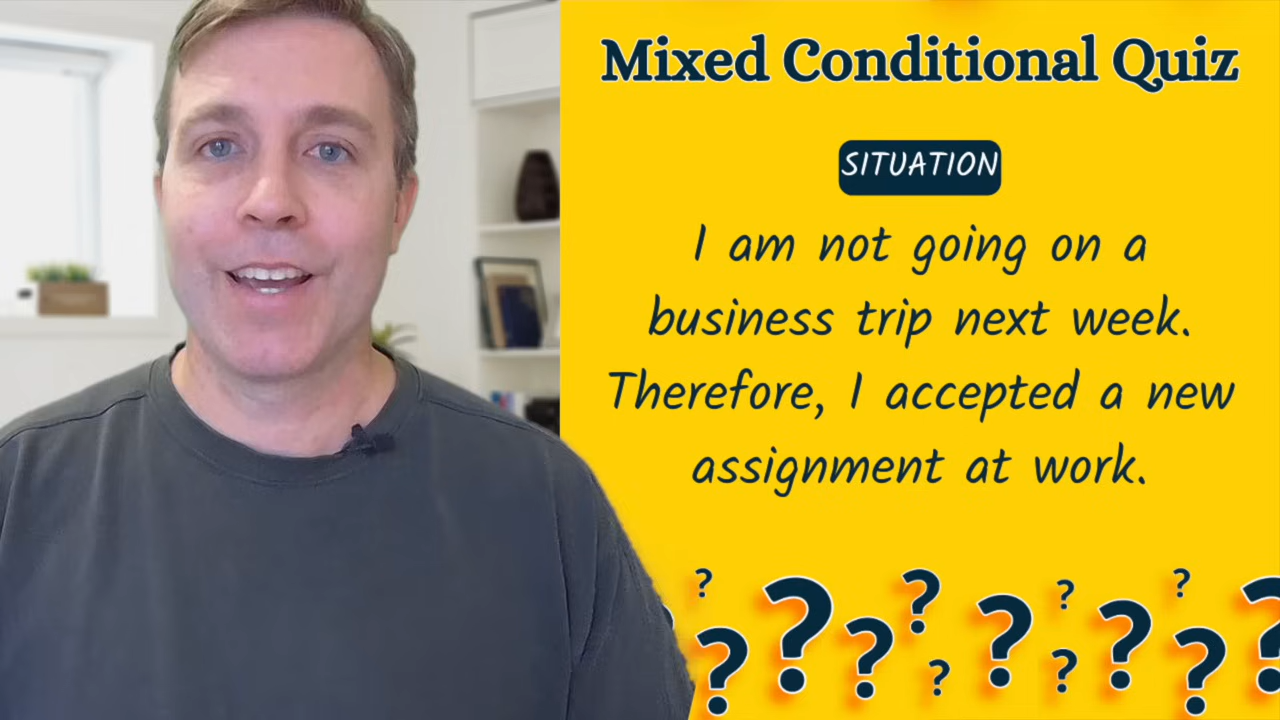 Mixed Conditional Quiz
SITUATION
I am not going on a
business trip next week.
Therefore, I accepted a new
assignment at work.
? ? ? ? ? ? ? ? ? ? ? ? ?